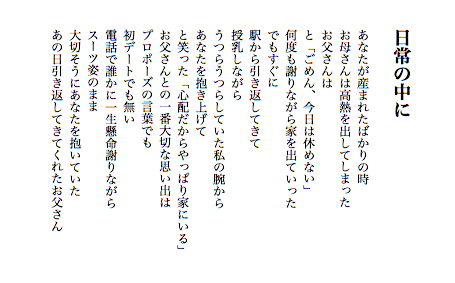 日常の中に
あなたが産まれたばかりの時
お母さんは高熱を出してしまった
お父さんは
と「ごめん、今日は休めない」
何度も謝りながら家を出ていった
でもすぐに
駅から引き返してきて
授乳しながら
うつらうつらしていた私の腕から
あなたを抱き上げて
と笑った「心配だからやっぱり家にいる」
お父さんとの一番大切な思い出は
プロポーズの言葉でも
初デートでも無い
電話で誰かに一生懸命謝りながら
スーツ姿のまま
大切そうにあなたを抱いていた
あの日引き返してきてくれたお父さん